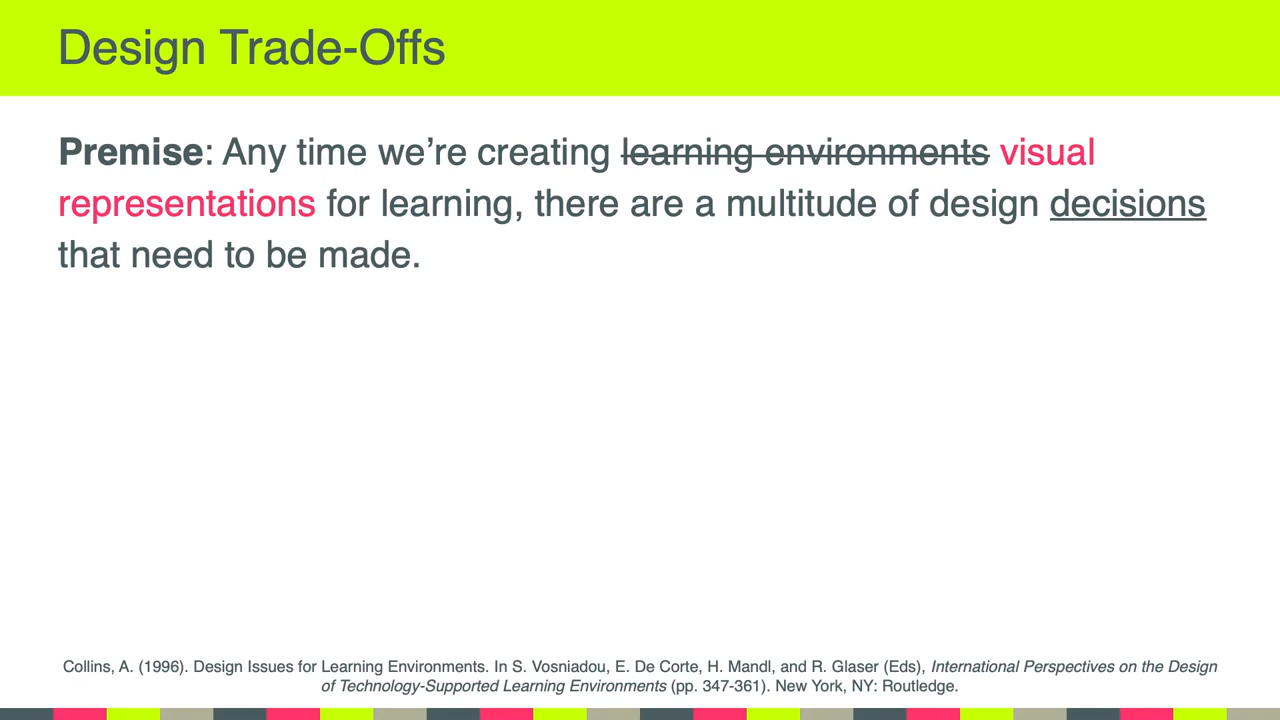 Design Trade-Offs
Premise: Any time we’re creating learning environments visual
representations for learning, there are a multitude of design decisions
that need to be made.
Collins, A. (1996). Design Issues for Learning Environments. In S. Vosniadou, E. De Corte, H. Mandl, and R. Glaser (Eds), International Perspectives on the Design
of Technology-Supported Learning Environments (pp. 347-361). New York, NY: Routledge.